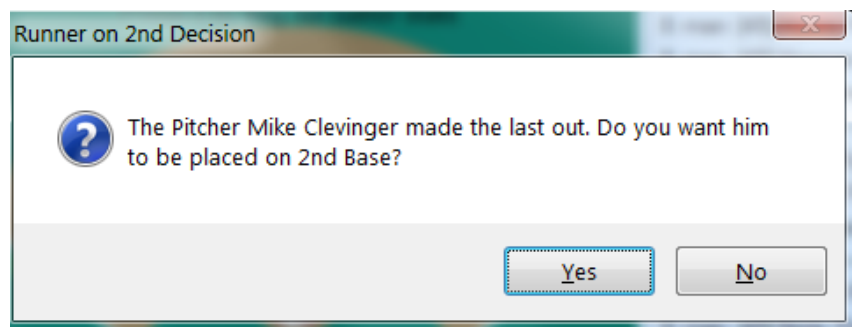 Runner on 2nd Decision
The Pitcher Mike Clevinger made the last out. Do you want him
to be placed on 2nd Base?
Yes
No